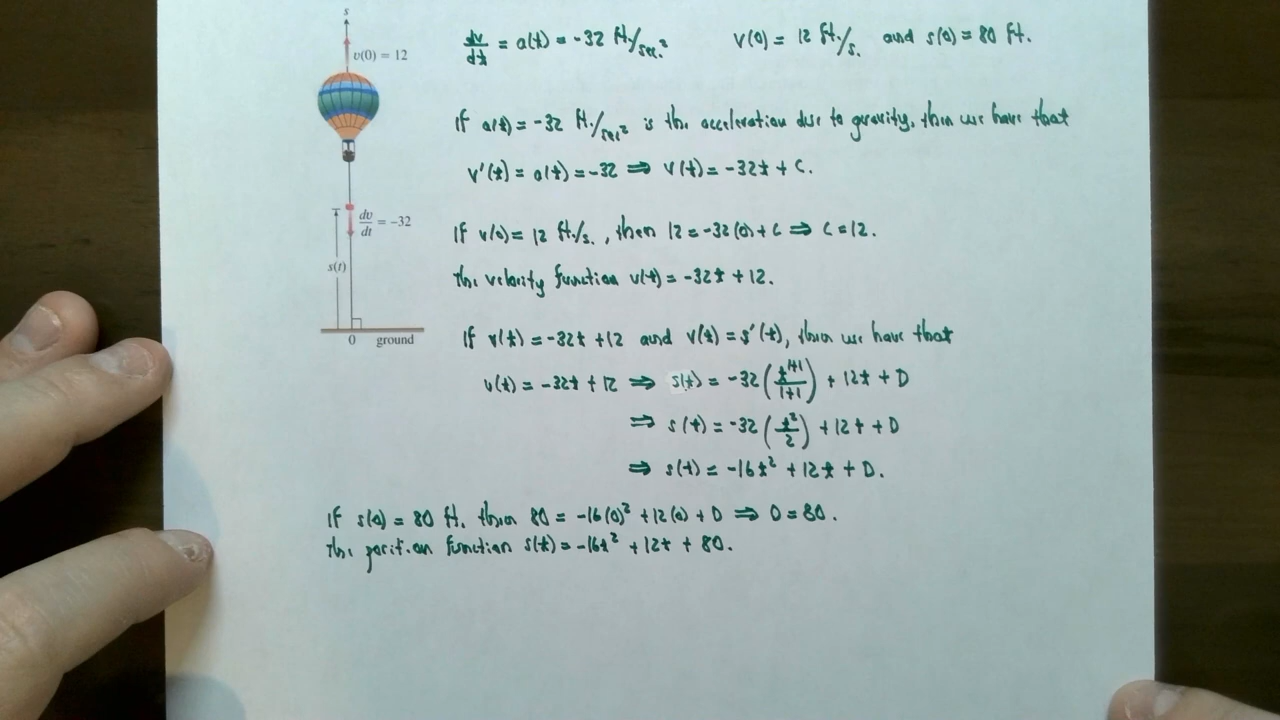 s
v(0) = 12
dv/dt = a(t) = -32 ft./sec.² v(0) = 12 ft./s. and s(0) = 80 ft.
If a(t) = -32 ft./sec² is the acceleration due to gravity, then we have that
v'(t) = a(t) = -32 ⇒ v(t) = -32t + C.
dv/dt = -32
If v(0) = 12 ft./s., then 12 = -32(0) + C ⇒ C = 12.
s(t)
The velocity function v(t) = -32t + 12.
0 ground
If v(t) = -32t + 12 and v(t) = s'(t), then we have that
v(t) = -32t + 12 ⇒ s(t) = -32(t^(1+1)/(1+1)) + 12t + D
⇒ s(t) = -32(t²/2) + 12t + D
⇒ s(t) = -16t² + 12t + D.
If s(0) = 80 ft. then 80 = -16(0)² + 12(0) + D ⇒ D = 80.
The position function s(t) = -16t² + 12t + 80.